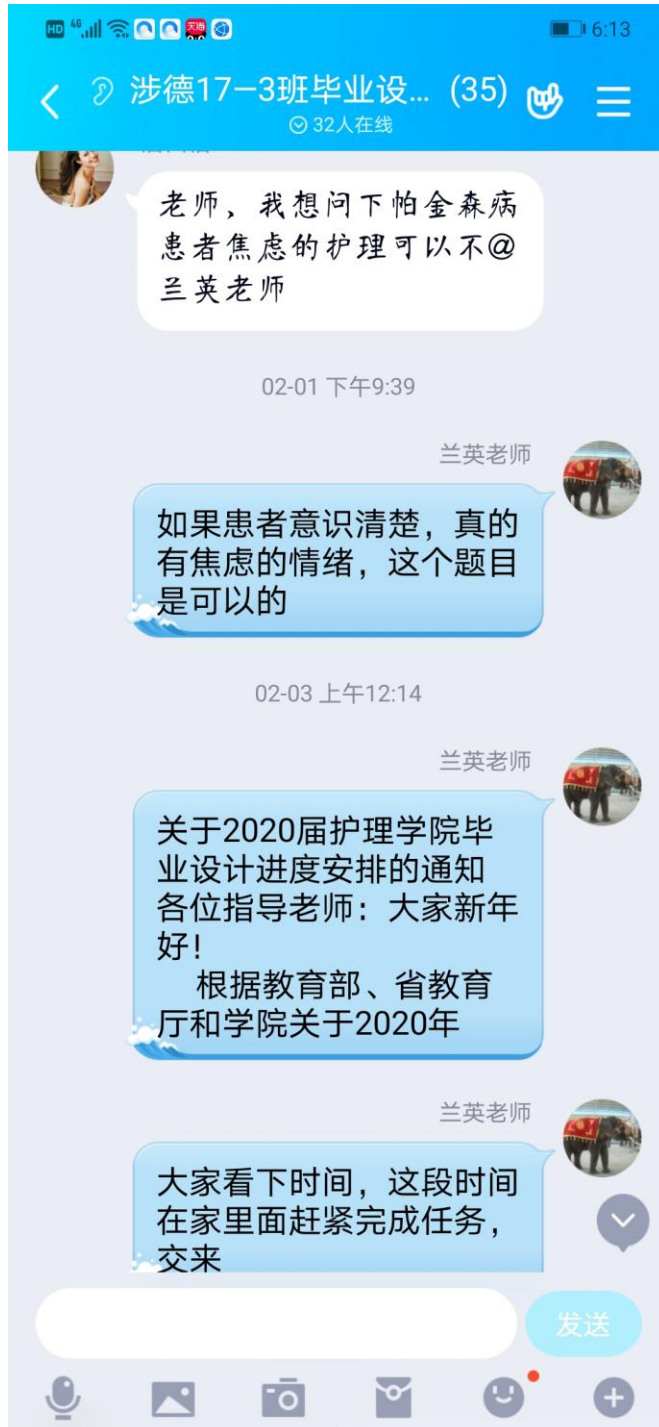 HD 4G 天猫 6:13
涉德17—3班毕业设... (35)
32人在线
老师，我想问下帕金森病
患者焦虑的护理可以不@
兰英老师
02-01 下午9:39
兰英老师
如果患者意识清楚，真的
有焦虑的情绪，这个题目
是可以的
02-03 上午12:14
兰英老师
关于2020届护理学院毕
业设计进度安排的通知
各位指导老师：大家新年
好！
根据教育部、省教育
厅和学院关于2020年
兰英老师
大家看下时间，这段时间
在家里面赶紧完成任务，
交来
发送